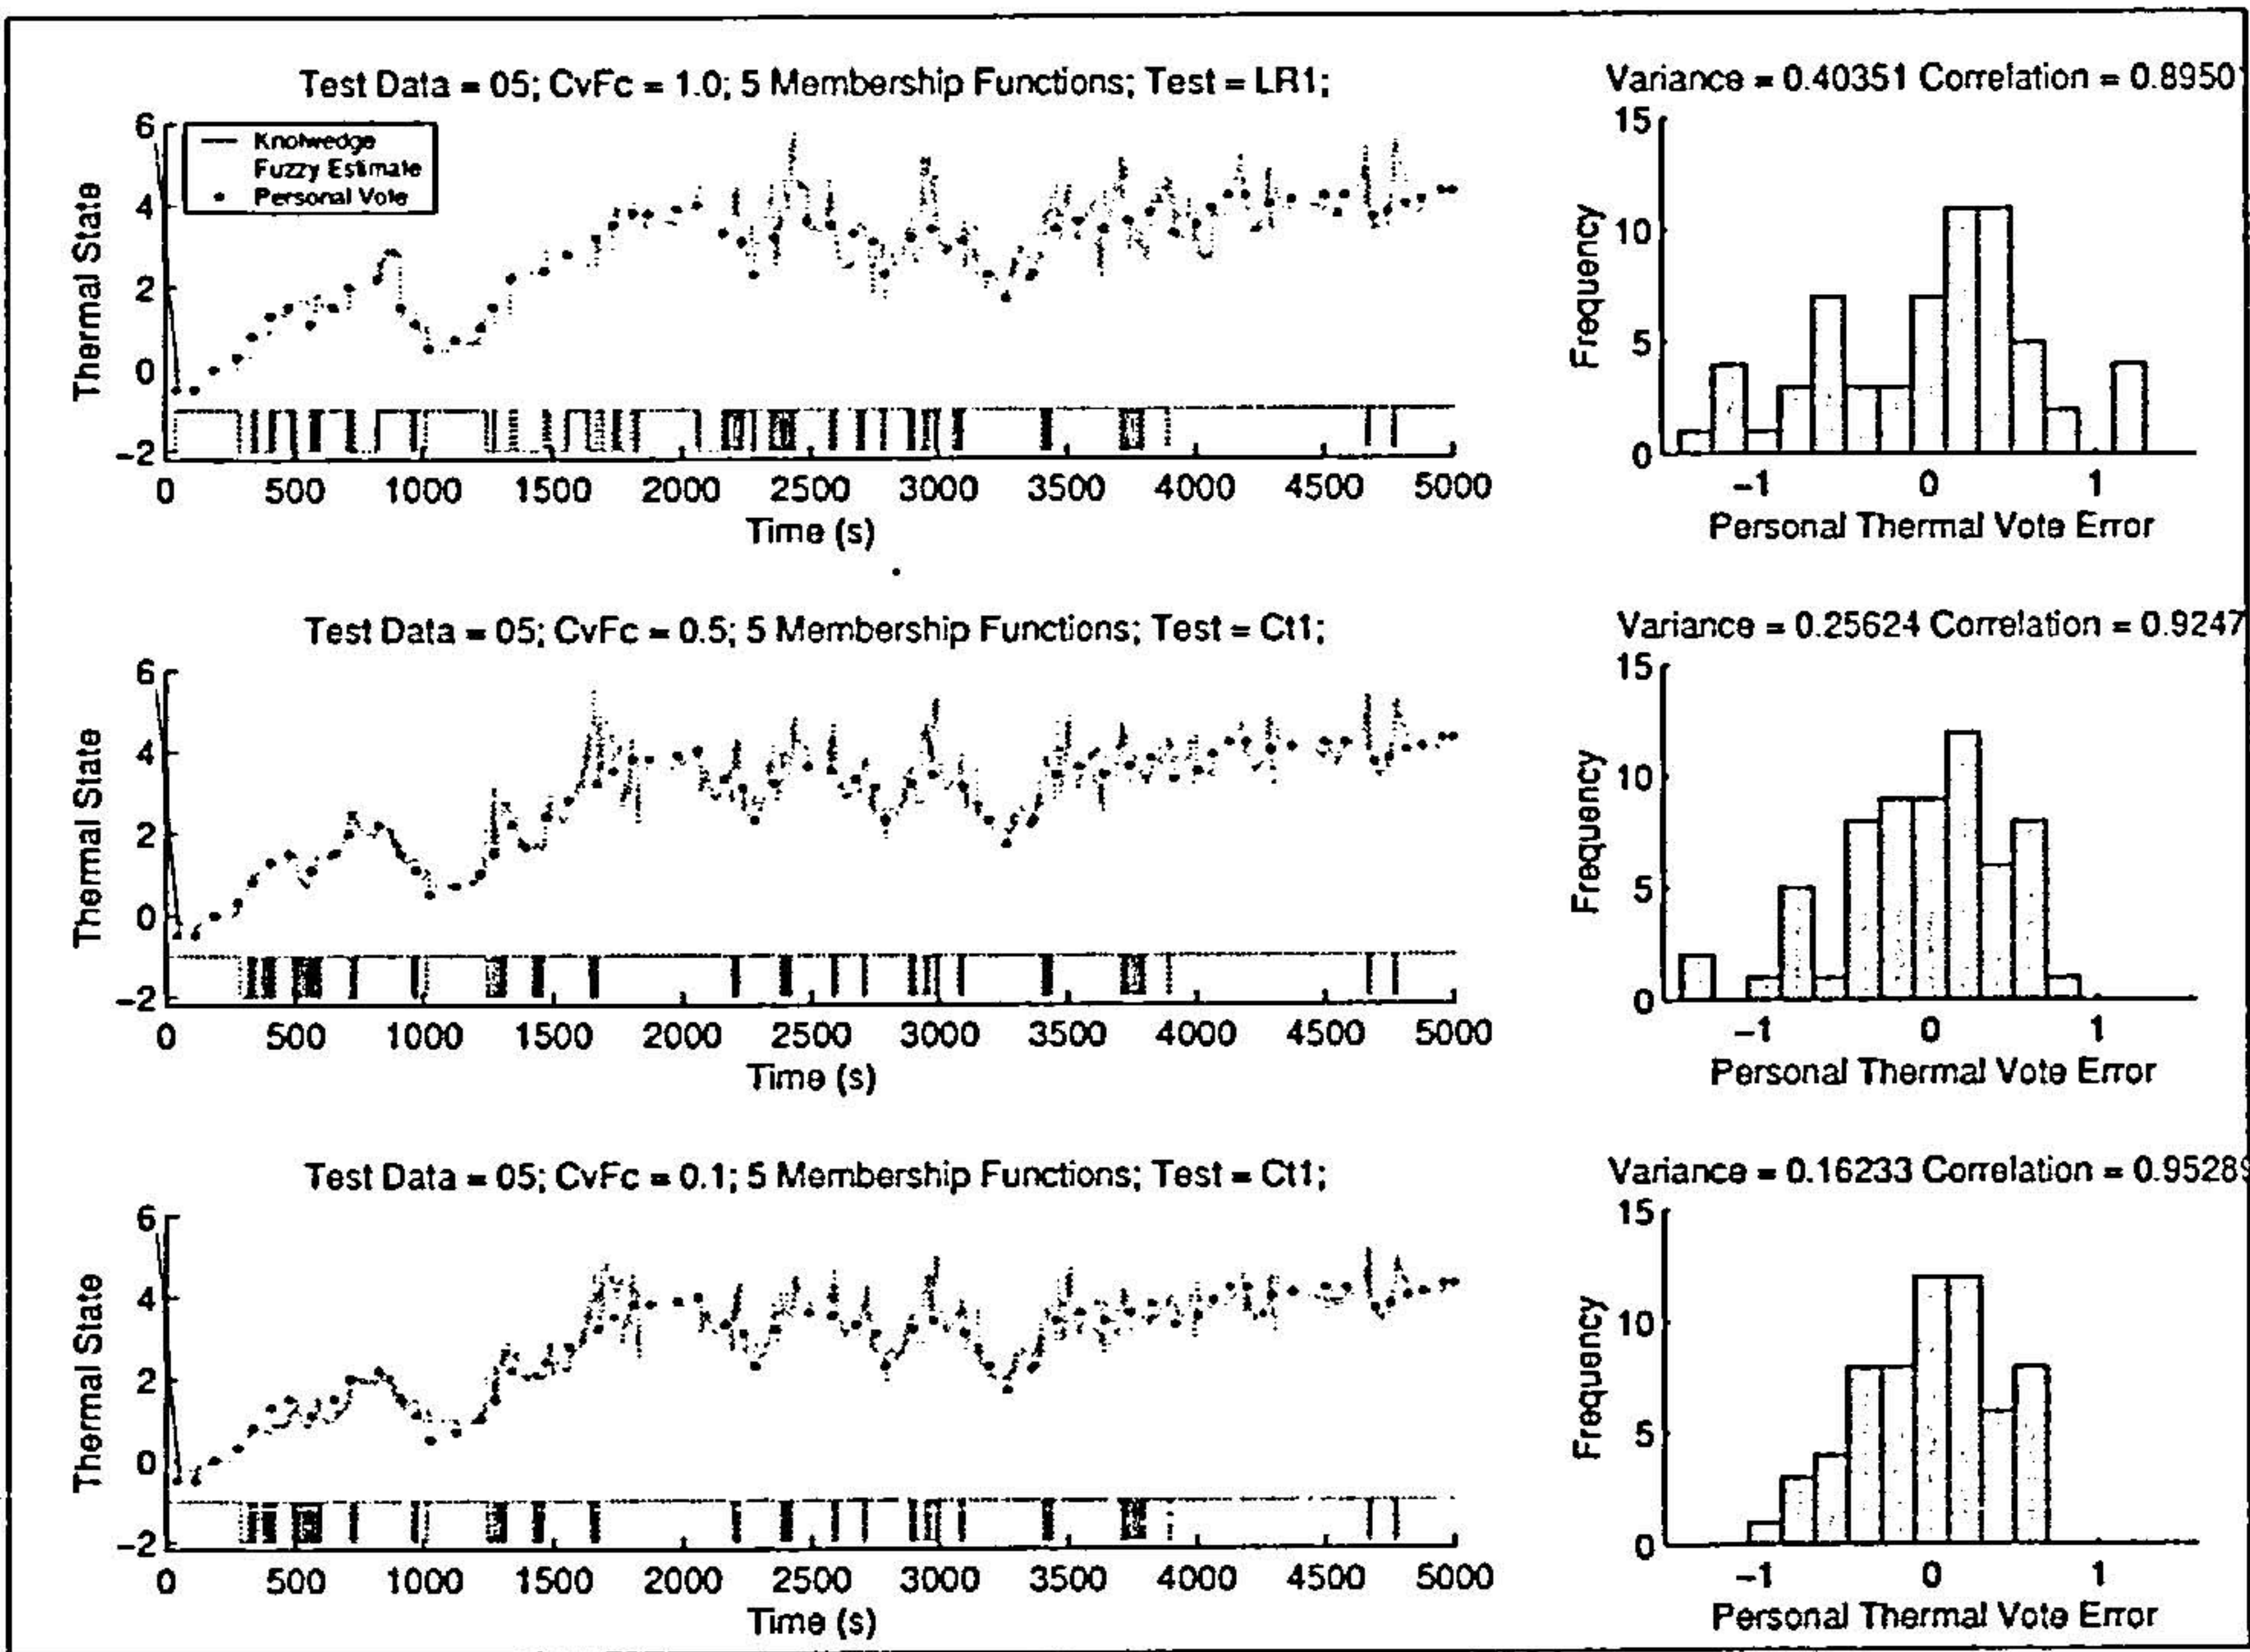 Test Data = 05; CvFc = 1.0; 5 Membership Functions; Test = LR1;
Variance = 0.40351 Correlation = 0.8950
6
4
2
0
−2
Thermal State
Knolwedge
Fuzzy Estimate
Personal Vote
0 500 1000 1500 2000 2500 3000 3500 4000 4500 5000
Time (s)
15
10
5
0
Frequency
−1 0 1
Personal Thermal Vote Error
Test Data = 05; CvFc = 0.5; 5 Membership Functions; Test = Ct1;
Variance = 0.25624 Correlation = 0.9247
6
4
2
0
−2
Thermal State
0 500 1000 1500 2000 2500 3000 3500 4000 4500 5000
Time (s)
15
10
5
0
Frequency
−1 0 1
Personal Thermal Vote Error
Test Data = 05; CvFc = 0.1; 5 Membership Functions; Test = Ct1;
Variance = 0.16233 Correlation = 0.95289
6
4
2
0
−2
Thermal State
0 500 1000 1500 2000 2500 3000 3500 4000 4500 5000
Time (s)
15
10
5
0
Frequency
−1 0 1
Personal Thermal Vote Error